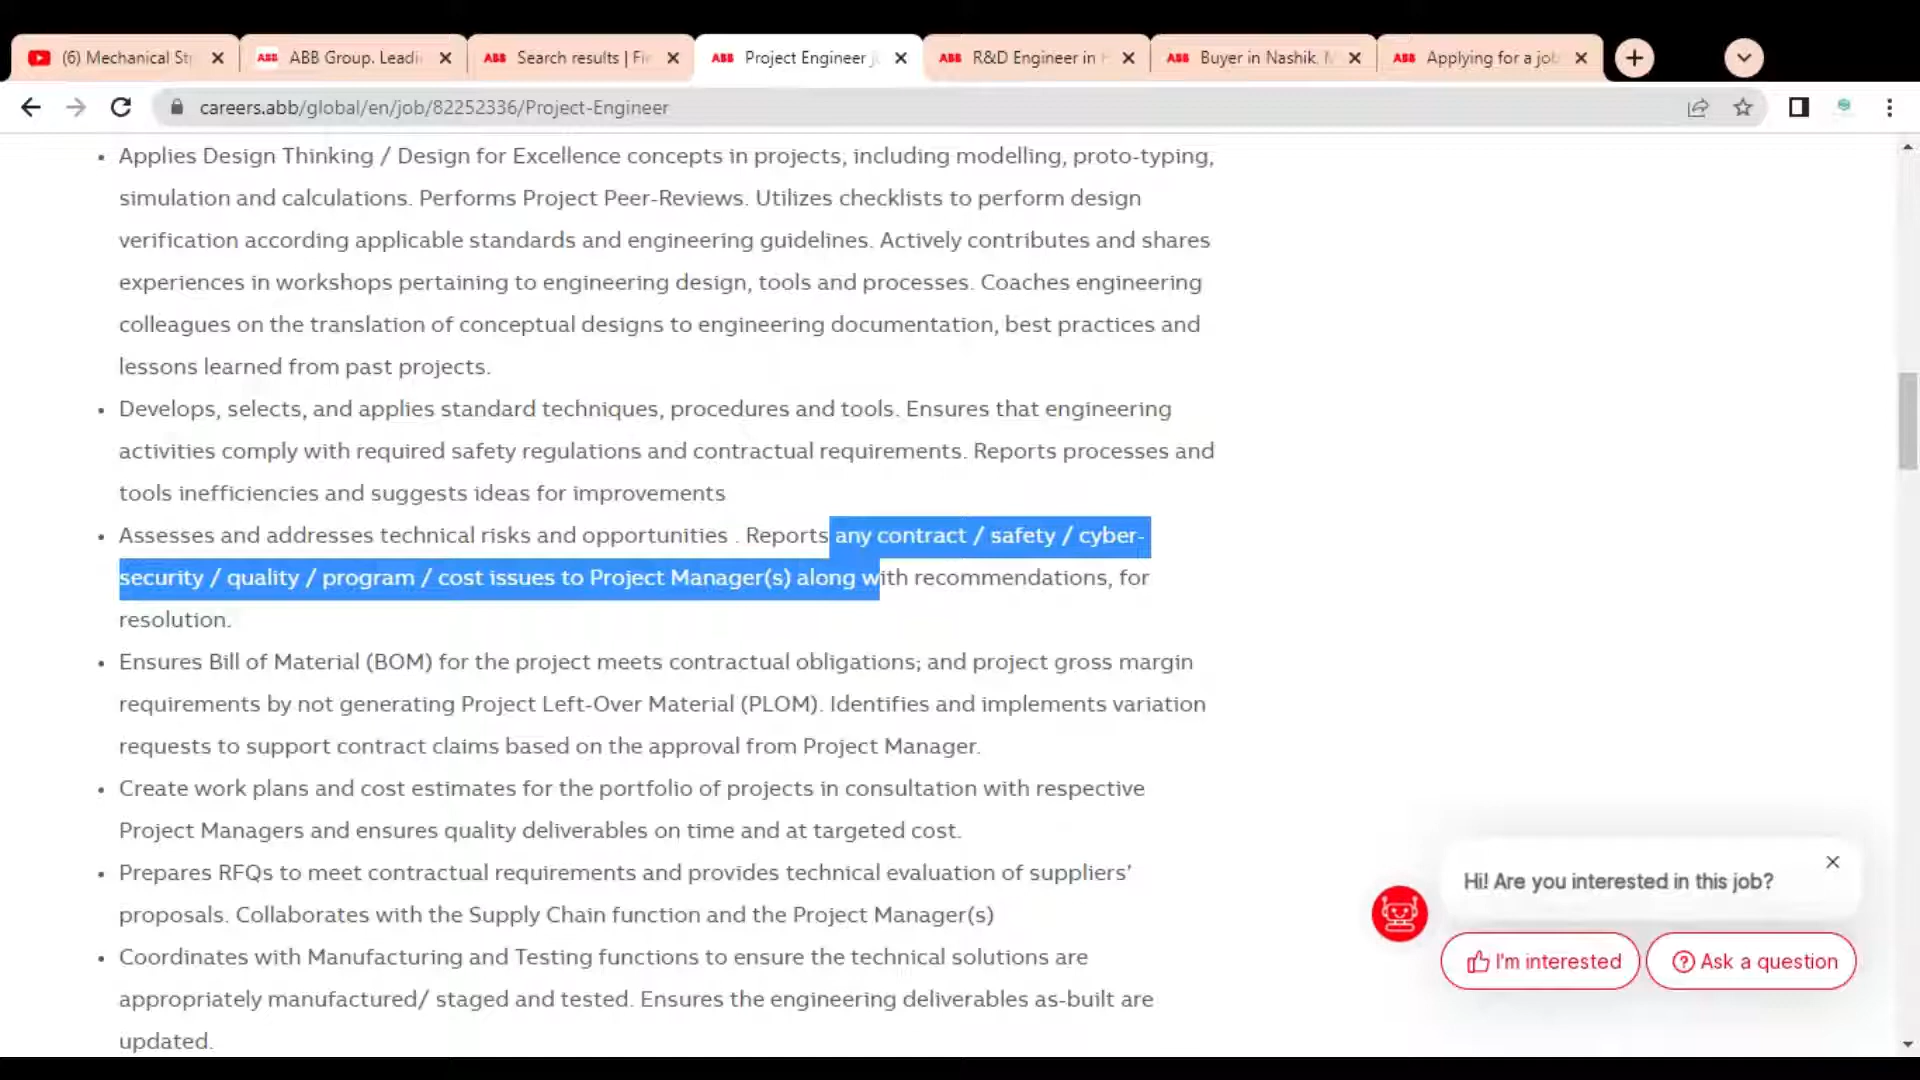 (6) Mechanical St
ABB Group. Leadi
Search results | Fi
Project Engineer
R&D Engineer in
Buyer in Nashik,
Applying for a job
careers.abb/global/en/job/82252336/Project-Engineer
• Applies Design Thinking / Design for Excellence concepts in projects, including modelling, proto-typing,
simulation and calculations. Performs Project Peer-Reviews. Utilizes checklists to perform design
verification according applicable standards and engineering guidelines. Actively contributes and shares
experiences in workshops pertaining to engineering design, tools and processes. Coaches engineering
colleagues on the translation of conceptual designs to engineering documentation, best practices and
lessons learned from past projects.
• Develops, selects, and applies standard techniques, procedures and tools. Ensures that engineering
activities comply with required safety regulations and contractual requirements. Reports processes and
tools inefficiencies and suggests ideas for improvements
• Assesses and addresses technical risks and opportunities . Reports any contract / safety / cyber-
security / quality / program / cost issues to Project Manager(s) along with recommendations, for
resolution.
• Ensures Bill of Material (BOM) for the project meets contractual obligations; and project gross margin
requirements by not generating Project Left-Over Material (PLOM). Identifies and implements variation
requests to support contract claims based on the approval from Project Manager.
• Create work plans and cost estimates for the portfolio of projects in consultation with respective
Project Managers and ensures quality deliverables on time and at targeted cost.
• Prepares RFQs to meet contractual requirements and provides technical evaluation of suppliers’
proposals. Collaborates with the Supply Chain function and the Project Manager(s)
• Coordinates with Manufacturing and Testing functions to ensure the technical solutions are
appropriately manufactured/ staged and tested. Ensures the engineering deliverables as-built are
updated.
Hi! Are you interested in this job?
I'm interested
Ask a question